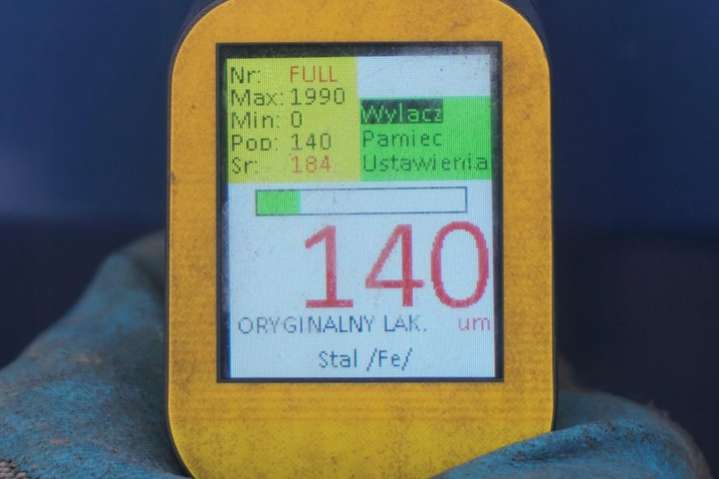 Nr: FULL
Max: 1990
Min: 0
Pop: 140
Sr: 184
Wylacz
Pamiec
Ustawienia
140
ORYGINALNY LAK. um
Stal /Fe/